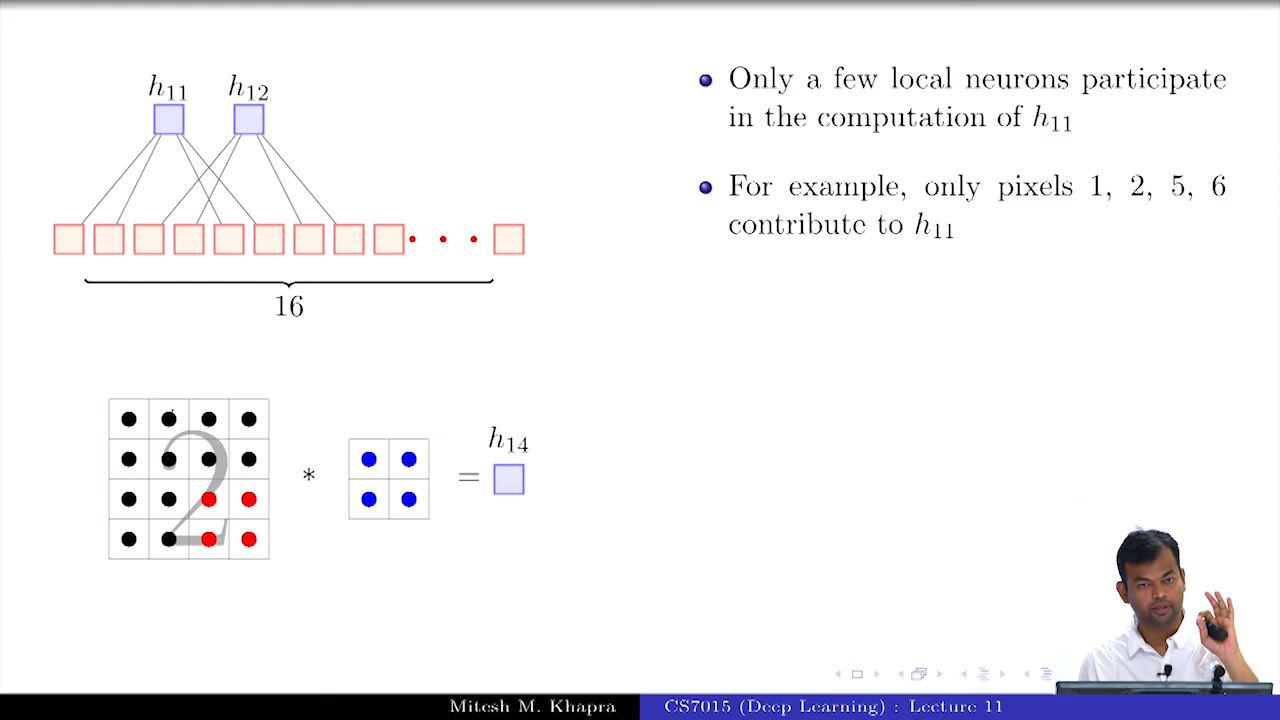 h₁₁ h₁₂
16
2 * = h₁₄
Only a few local neurons participate
in the computation of h₁₁
For example, only pixels 1, 2, 5, 6
contribute to h₁₁
Mitesh M. Khapra CS7015 (Deep Learning) : Lecture 11